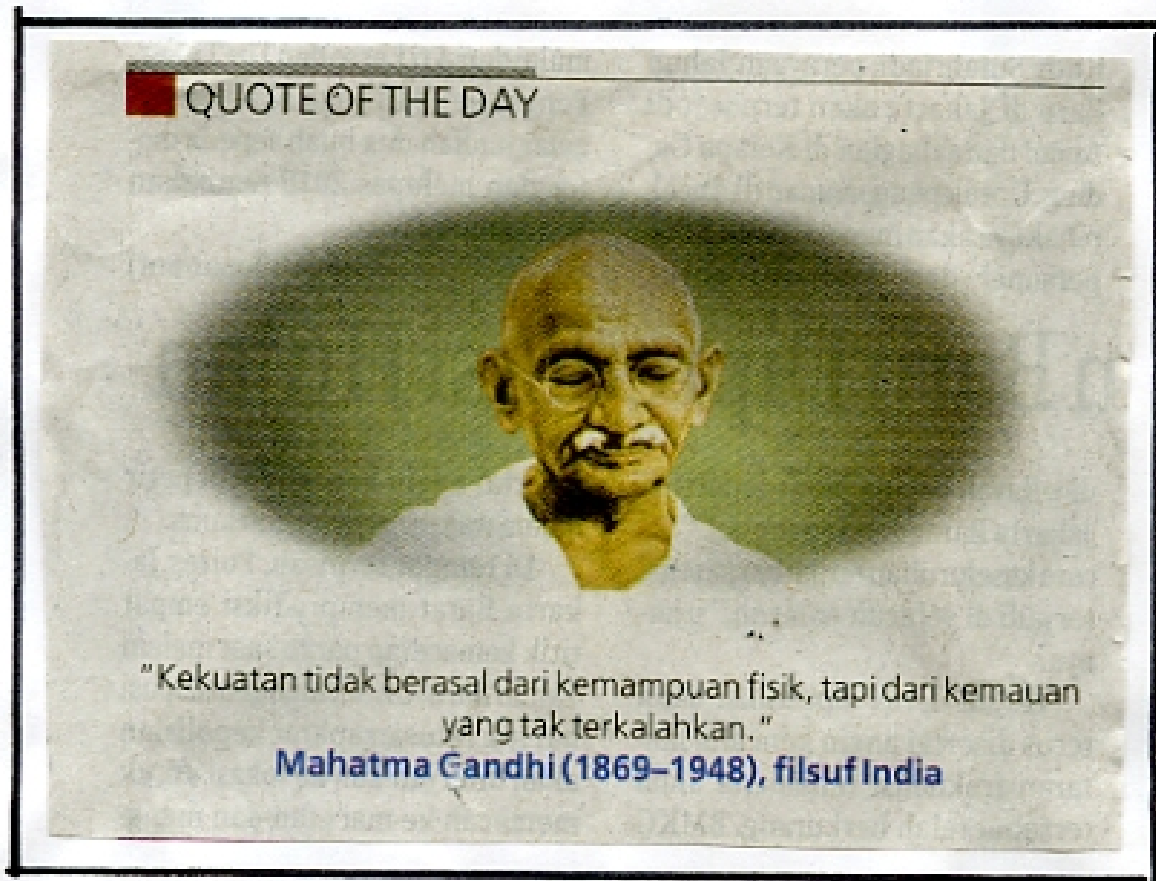 QUOTE OF THE DAY
"Kekuatan tidak berasal dari kemampuan fisik, tapi dari kemauan
yang tak terkalahkan."
Mahatma Gandhi (1869–1948), filsuf India